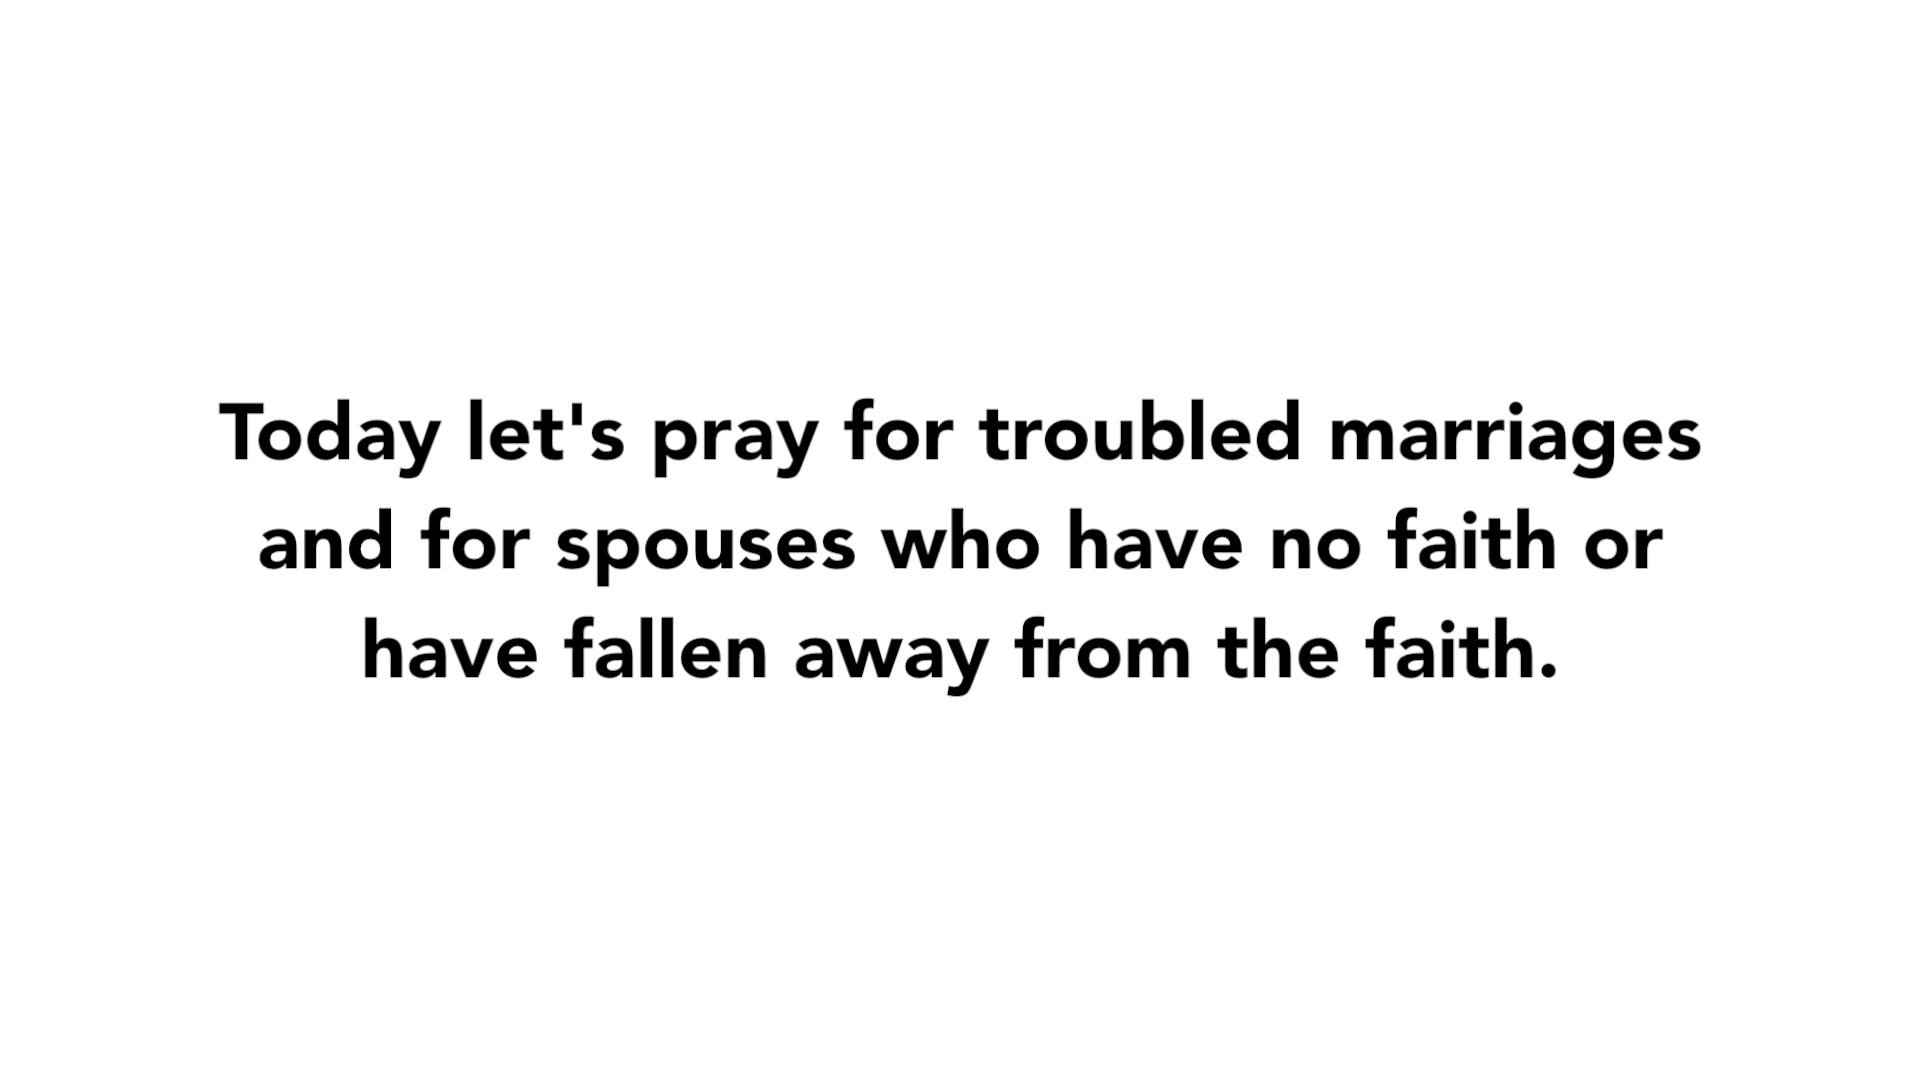 Today let's pray for troubled marriages
and for spouses who have no faith or
have fallen away from the faith.